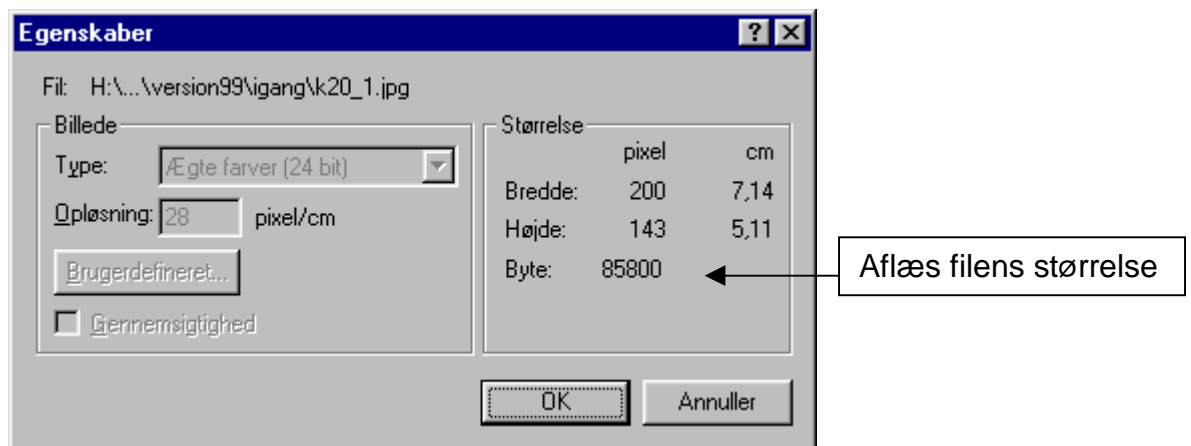 Egenskaber
Fil: H:\...\version99\igang\k20_1.jpg
Billede
Type: Ægte farver (24 bit)
Opløsning: 28 pixel/cm
Brugerdefineret...
Gennemsigtighed
Størrelse
pixel cm
Bredde: 200 7,14
Højde: 143 5,11
Byte: 85800
Aflæs filens størrelse
OK Annuller